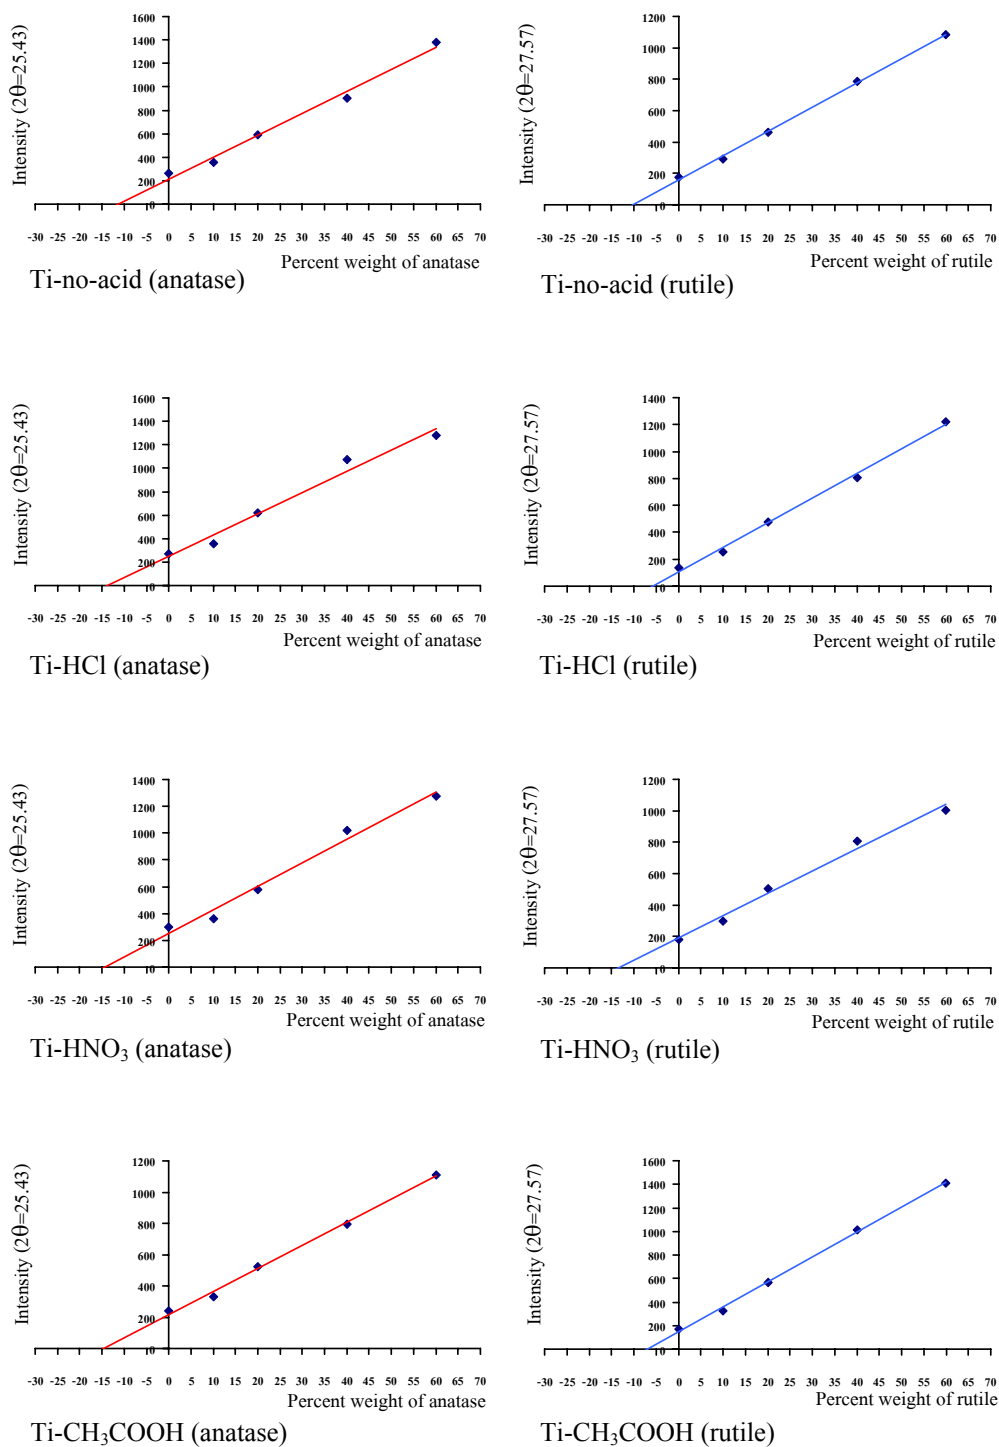 Intensity (2θ=25.43)
1600
1400
1200
1000
800
600
400
200
0
-30 -25 -20 -15 -10 -5 0 5 10 15 20 25 30 35 40 45 50 55 60 65 70
Percent weight of anatase
Ti-no-acid (anatase)
Intensity (2θ=27.57)
1200
1000
800
600
400
200
0
-30 -25 -20 -15 -10 -5 0 5 10 15 20 25 30 35 40 45 50 55 60 65 70
Percent weight of rutile
Ti-no-acid (rutile)
Intensity (2θ=25.43)
1600
1400
1200
1000
800
600
400
200
0
-30 -25 -20 -15 -10 -5 0 5 10 15 20 25 30 35 40 45 50 55 60 65 70
Percent weight of anatase
Ti-HCl (anatase)
Intensity (2θ=27.57)
1400
1200
1000
800
600
400
200
0
-30 -25 -20 -15 -10 -5 0 5 10 15 20 25 30 35 40 45 50 55 60 65 70
Percent weight of rutile
Ti-HCl (rutile)
Intensity (2θ=25.43)
1400
1200
1000
800
600
400
200
0
-30 -25 -20 -15 -10 -5 0 5 10 15 20 25 30 35 40 45 50 55 60 65 70
Percent weight of anatase
Ti-HNO₃ (anatase)
Intensity (2θ=27.57)
1200
1000
800
600
400
200
0
-30 -25 -20 -15 -10 -5 0 5 10 15 20 25 30 35 40 45 50 55 60 65 70
Percent weight of rutile
Ti-HNO₃ (rutile)
Intensity (2θ=25.43)
1200
1000
800
600
400
200
0
-30 -25 -20 -15 -10 -5 0 5 10 15 20 25 30 35 40 45 50 55 60 65 70
Percent weight of anatase
Ti-CH₃COOH (anatase)
Intensity (2θ=27.57)
1600
1400
1200
1000
800
600
400
200
0
-30 -25 -20 -15 -10 -5 0 5 10 15 20 25 30 35 40 45 50 55 60 65 70
Percent weight of rutile
Ti-CH₃COOH (rutile)